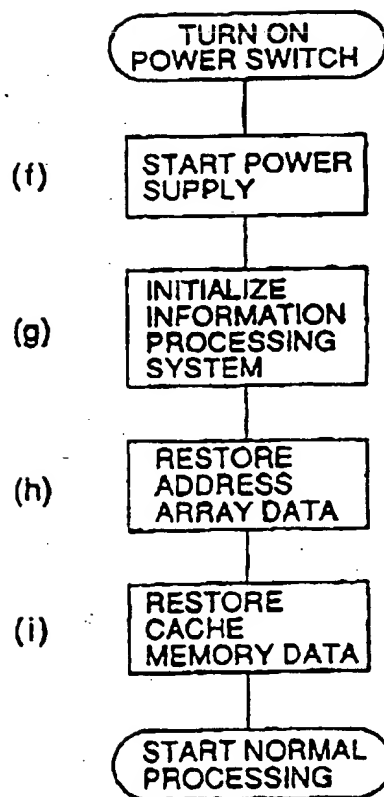 TURN ON
POWER SWITCH
(f)
START POWER
SUPPLY
(g)
INITIALIZE
INFORMATION
PROCESSING
SYSTEM
(h)
RESTORE
ADDRESS
ARRAY DATA
(i)
RESTORE
CACHE
MEMORY DATA
START NORMAL
PROCESSING